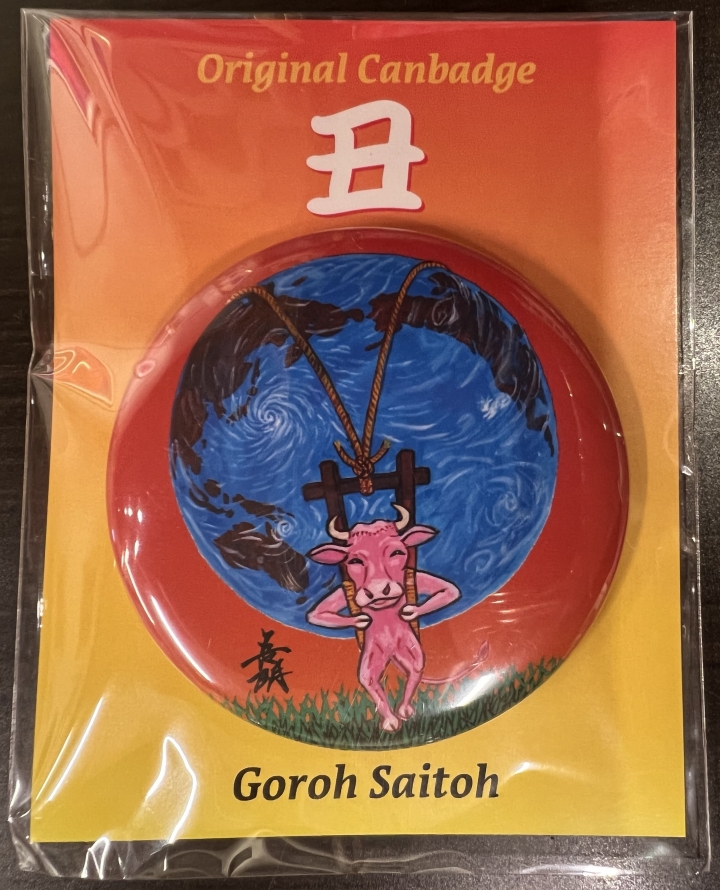 Original Canbadge
丑
Goroh Saitoh